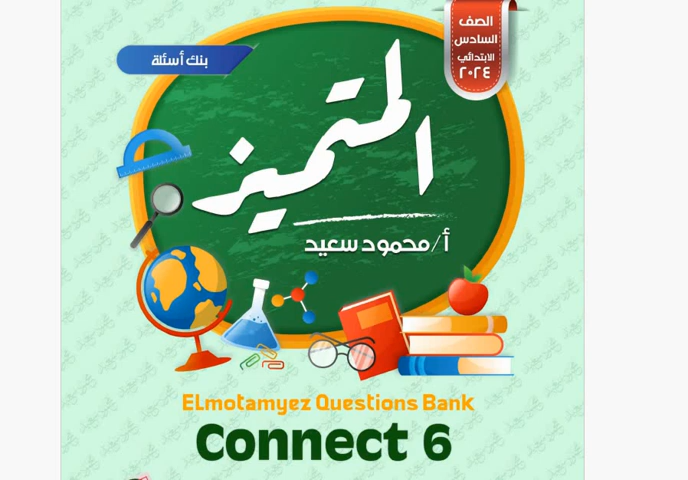 الصف
السادس
الابتدائي
٢٠٢٤
بنك أسئلة
المتميز
أ/محمود سعيد
ELmotamyez Questions Bank
Connect 6